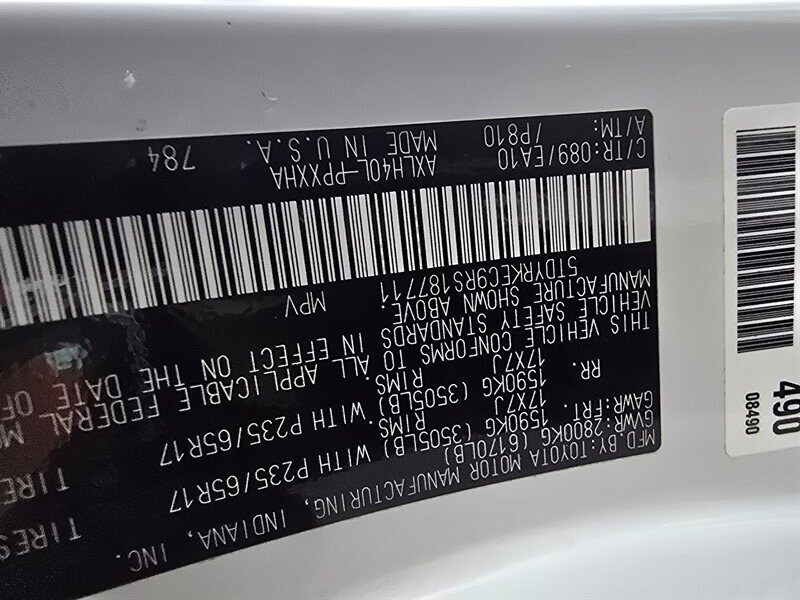 MFD.BY:TOYOTA MOTOR MANUFACTURING, INDIANA, INC.
GVWR:2800KG(6170LB)
GAWR:FRT. 1590KG(3505LB) WITH P235/65R17 TIRES
17X7J RIMS.
RR. 1590KG(3505LB) WITH P235/65R17 TIRES
17X7J RIMS.
THIS VEHICLE CONFORMS TO ALL APPLICABLE FEDERAL
VEHICLE SAFETY STANDARDS IN EFFECT ON THE DATE OF
MANUFACTURE SHOWN ABOVE.
5TDYRKEC9RS187711 MPV
C/TR:089/EA10 AXLH40L-PPXXHA 784
A/TM: /P810 MADE IN U.S.A.
490
08490